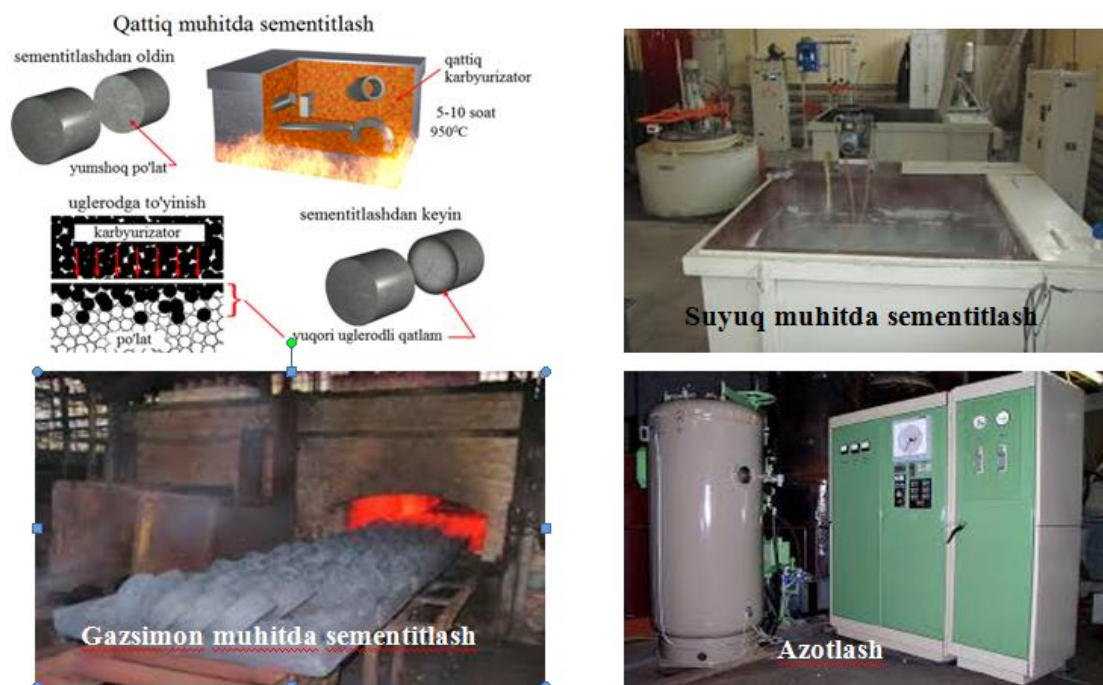 Qattiq muhitda sementitlash
sementitlashdan oldin
yumshoq po'lat
qattiq
karbyurizator
5-10 soat
950⁰C
uglerodga to'yinish
karbyurizator
po'lat
sementitlashdan keyin
yuqori uglerodli qatlam
Suyuq muhitda sementitlash
Gazsimon muhitda sementitlash
Azotlash